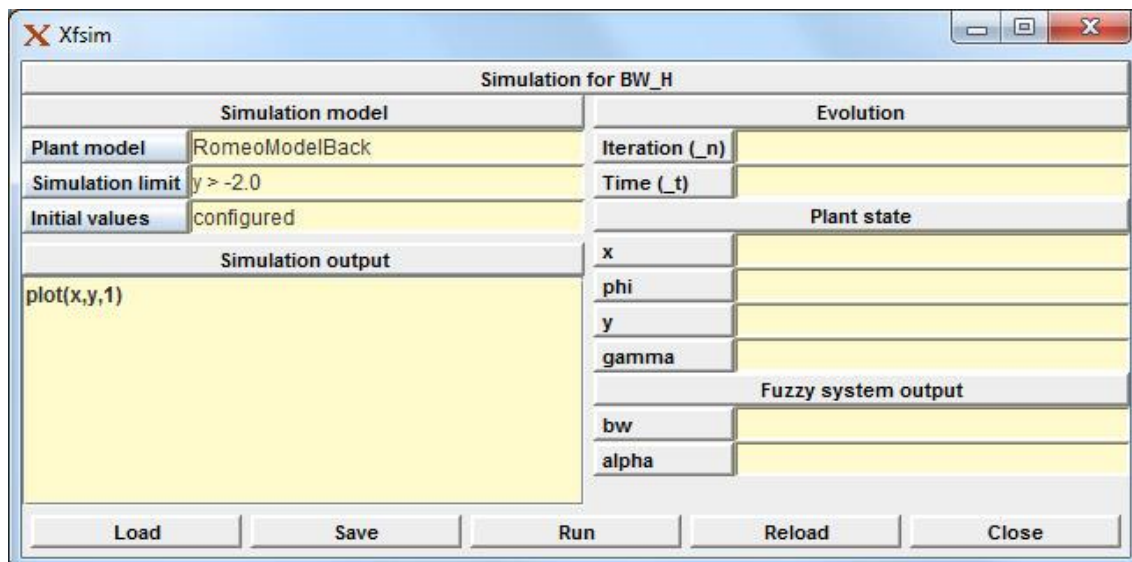 Xfsim
Simulation for BW_H
Simulation model
Plant model RomeoModelBack
Simulation limit y > -2.0
Initial values configured
Simulation output
plot(x,y,1)
Evolution
Iteration (_n)
Time (_t)
Plant state
x
phi
y
gamma
Fuzzy system output
bw
alpha
Load Save Run Reload Close